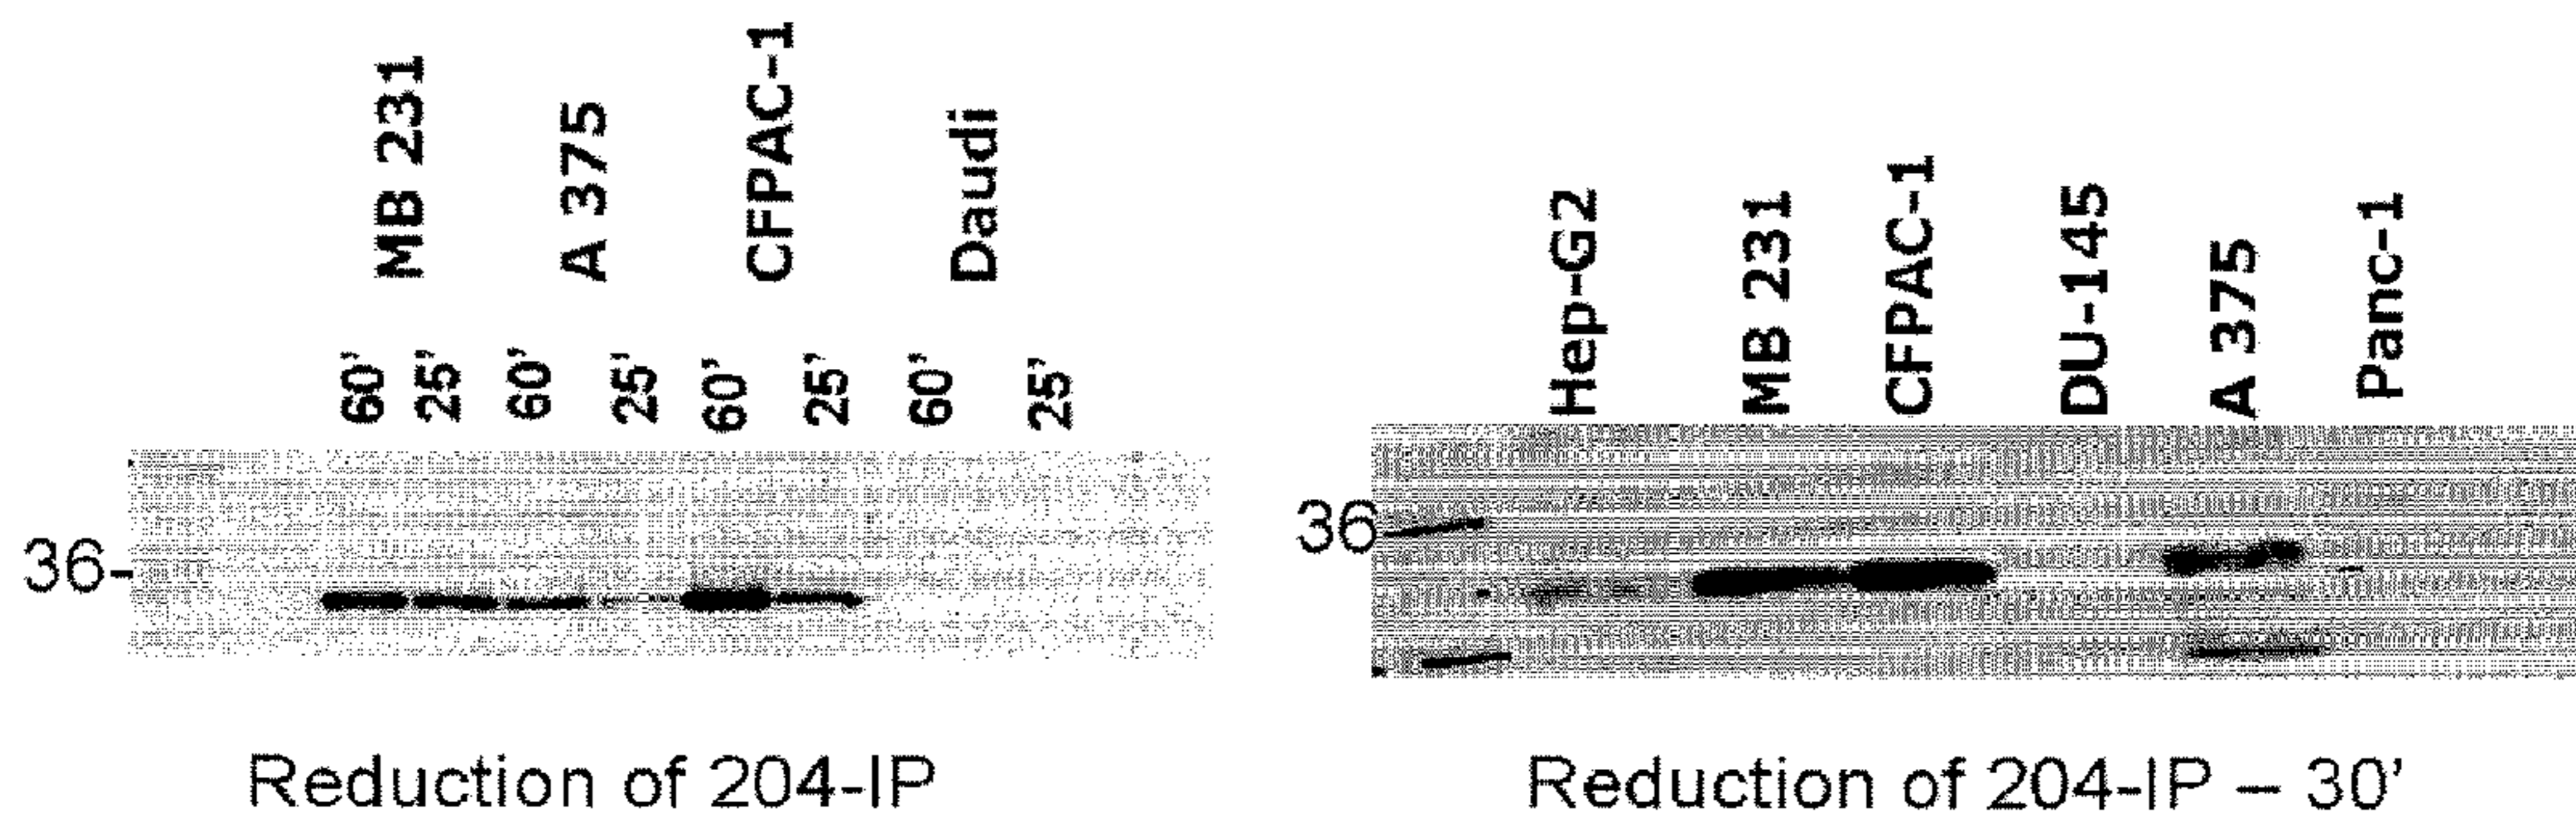 MB 231
A 375
CFPAC-1
Daudi
60' 25' 60' 25' 60' 25' 60' 25'
36-
Reduction of 204-IP
Hep-G2
MB 231
CFPAC-1
DU-145
A 375
Panc-1
36
Reduction of 204-IP – 30'